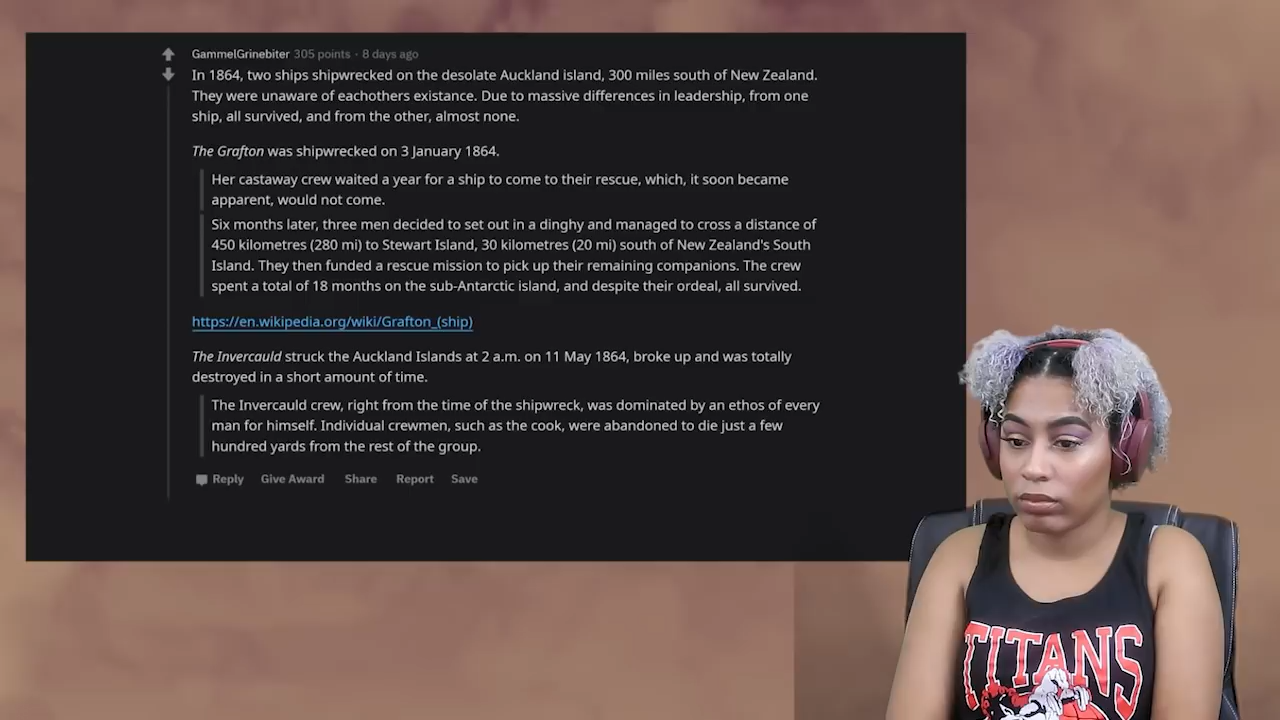 GammelGrinebiter 305 points · 8 days ago
In 1864, two ships shipwrecked on the desolate Auckland island, 300 miles south of New Zealand.
They were unaware of eachothers existance. Due to massive differences in leadership, from one
ship, all survived, and from the other, almost none.
The Grafton was shipwrecked on 3 January 1864.
Her castaway crew waited a year for a ship to come to their rescue, which, it soon became
apparent, would not come.
Six months later, three men decided to set out in a dinghy and managed to cross a distance of
450 kilometres (280 mi) to Stewart Island, 30 kilometres (20 mi) south of New Zealand's South
Island. They then funded a rescue mission to pick up their remaining companions. The crew
spent a total of 18 months on the sub-Antarctic island, and despite their ordeal, all survived.
https://en.wikipedia.org/wiki/Grafton_(ship)
The Invercauld struck the Auckland Islands at 2 a.m. on 11 May 1864, broke up and was totally
destroyed in a short amount of time.
The Invercauld crew, right from the time of the shipwreck, was dominated by an ethos of every
man for himself. Individual crewmen, such as the cook, were abandoned to die just a few
hundred yards from the rest of the group.
Reply Give Award Share Report Save
TITANS